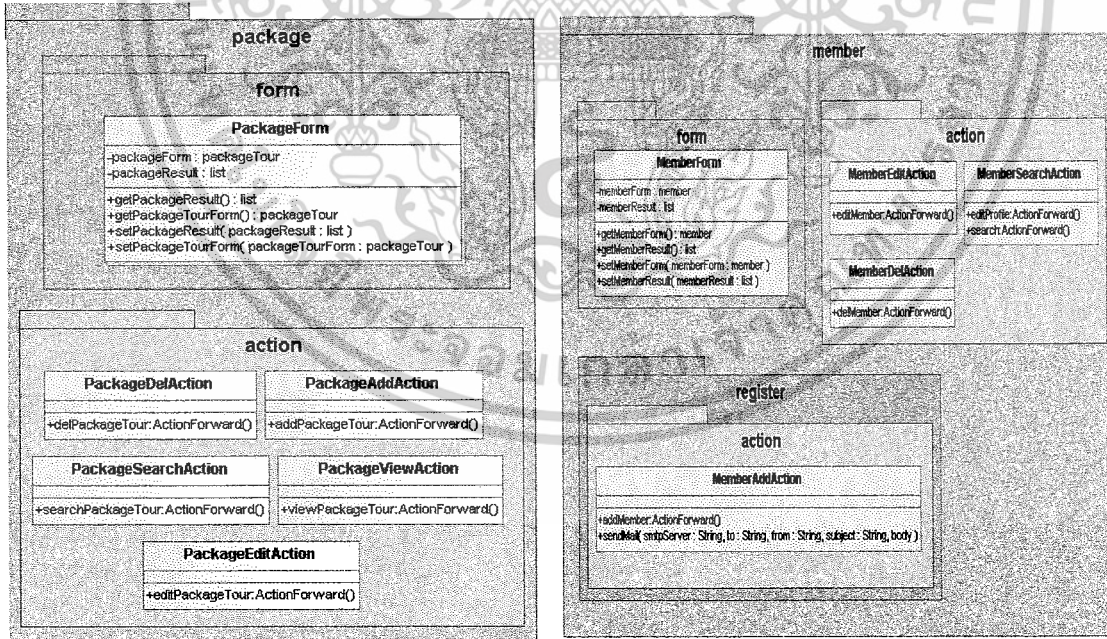 package
form
PackageForm
-packageForm : packageTour
-packageResult : list
+getPackageResult() : list
+getPackageTourForm() : packageTour
+setPackageResult( packageResult : list )
+setPackageTourForm( packageTourForm : packageTour )
action
PackageDelAction
+delPackageTour:ActionForward()
PackageAddAction
+addPackageTour:ActionForward()
PackageSearchAction
+searchPackageTour:ActionForward()
PackageViewAction
+viewPackageTour:ActionForward()
PackageEditAction
+editPackageTour:ActionForward()
member
form
MemberForm
-memberForm : member
-memberResult : list
+getMemberForm() : member
+getMemberResult() : list
+setMemberForm( memberForm : member )
+setMemberResult( memberResult : list )
action
MemberEditAction
+editMember:ActionForward()
MemberSearchAction
+editProfile:ActionForward()
+search:ActionForward()
MemberDelAction
+delMember:ActionForward()
register
action
MemberAddAction
+addMember:ActionForward()
+sendMail( smtpServer : String, to : String, from : String, subject : String, body )